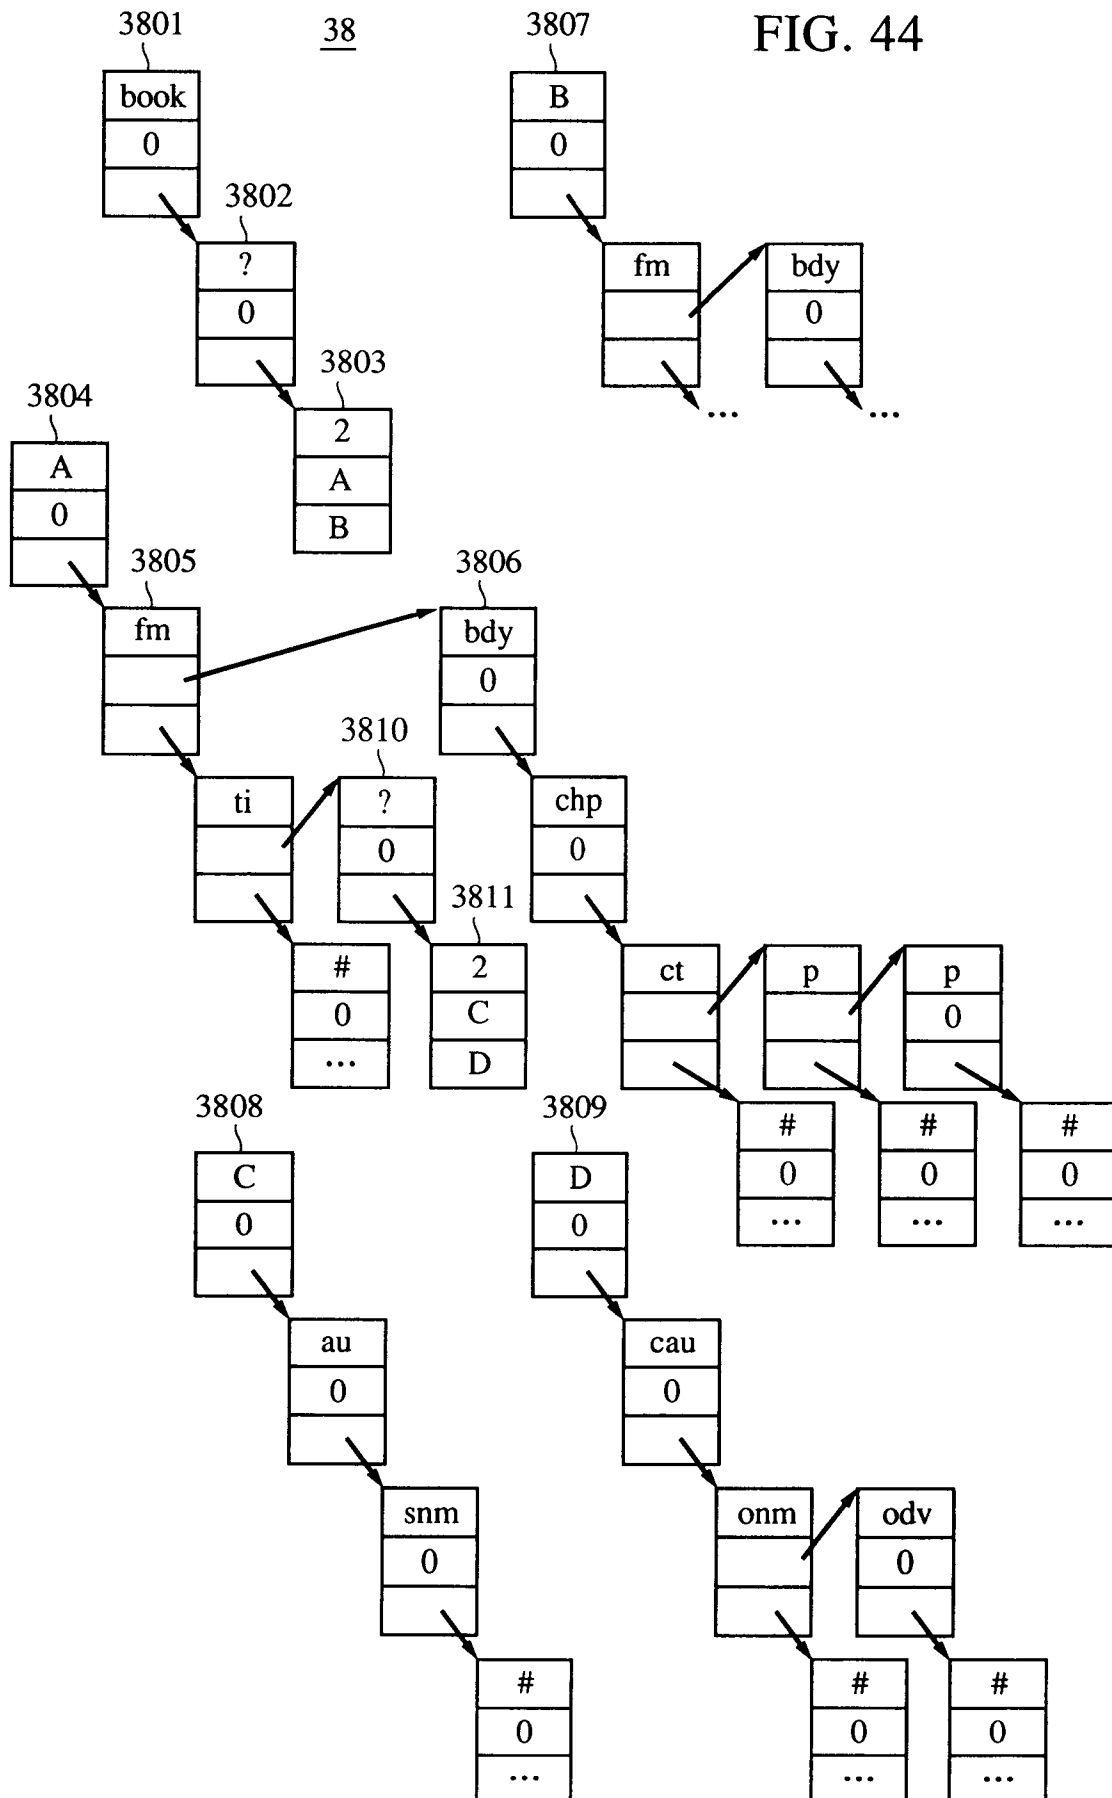 3801 38 3807 FIG. 44
book B
0 0
3802
? fm bdy
0 0
3803
3804 2 ... ...
A A
0 B
3805 3806
fm bdy
0
3810
ti ? chp
0 0
3811
# 2 ct p p
0 C 0
... D
3808 3809
# # #
C D 0 0 0
0 0 ... ... ...
au cau
0 0
snm onm odv
0 0
# # #
0 0 0
... ... ...